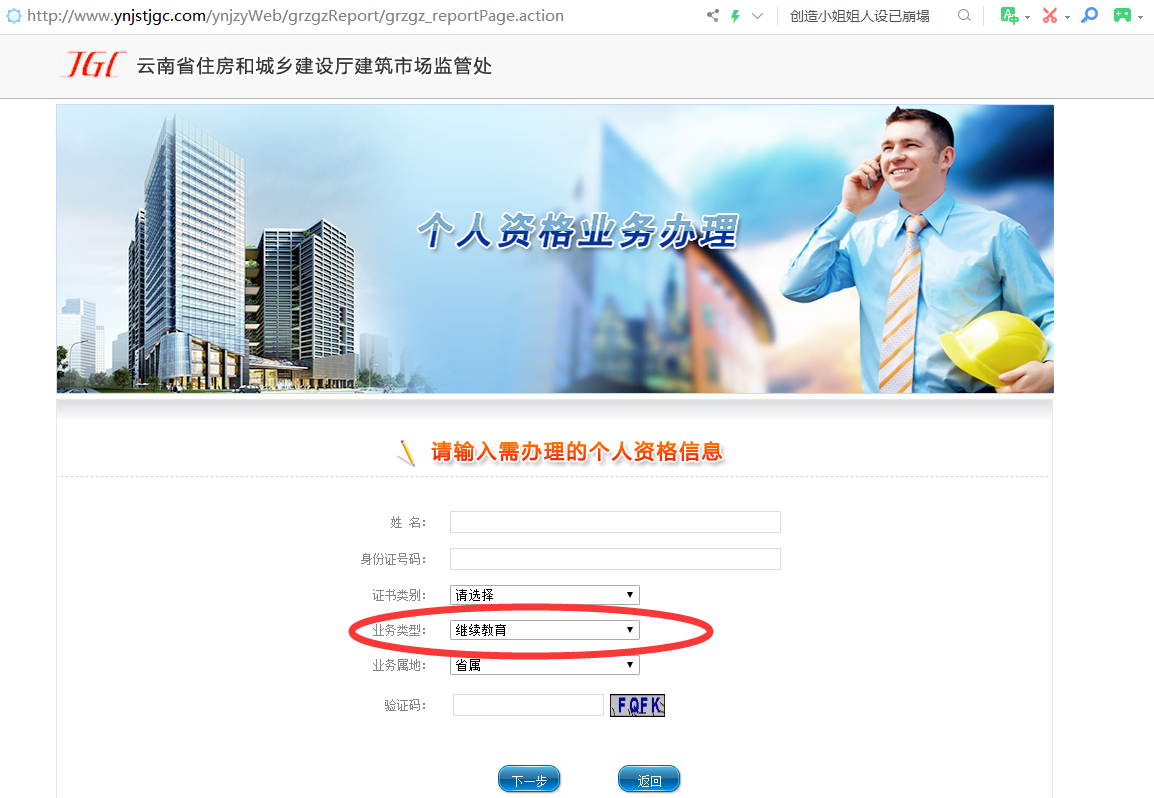 http://www.ynjstjgc.com/ynjzyWeb/grzgzReport/grzgz_reportPage.action 创造小姐姐人设已崩塌
JGC 云南省住房和城乡建设厅建筑市场监管处
个人资格业务办理
请输入需办理的个人资格信息
姓 名：
身份证号码：
证书类别： 请选择
业务类型： 继续教育
业务属地： 省属
验证码： FQFK
下一步 返回